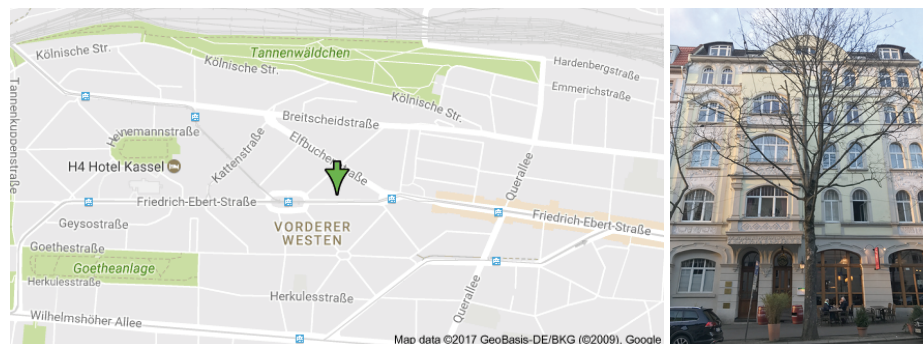 Kölnische Str.
Tannenwäldchen
Kölnische Str.
Hardenbergstraße
Emmerichstraße
Kölnische Str.
Tannenkuppenstraße
Breitscheidstraße
Heinemannstraße
Elfbuchenstraße
Kattenstraße
Querallee
H4 Hotel Kassel
Friedrich-Ebert-Straße
Friedrich-Ebert-Straße
Geysostraße
VORDERER
WESTEN
Goethestraße
Goetheanlage
Herkulesstraße
Herkulesstraße
Querallee
Wilhelmshöher Allee
Map data ©2017 GeoBasis-DE/BKG (©2009), Google